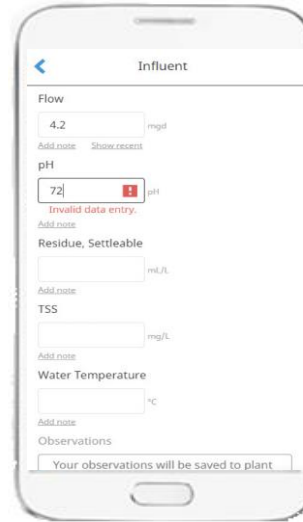 Influent
Flow
4.2 mgd
Add note Show recent
pH
72 pH
Invalid data entry.
Add note
Residue, Settleable
mL/L
Add note
TSS
mg/L
Add note
Water Temperature
°C
Add note
Observations
Your observations will be saved to plant